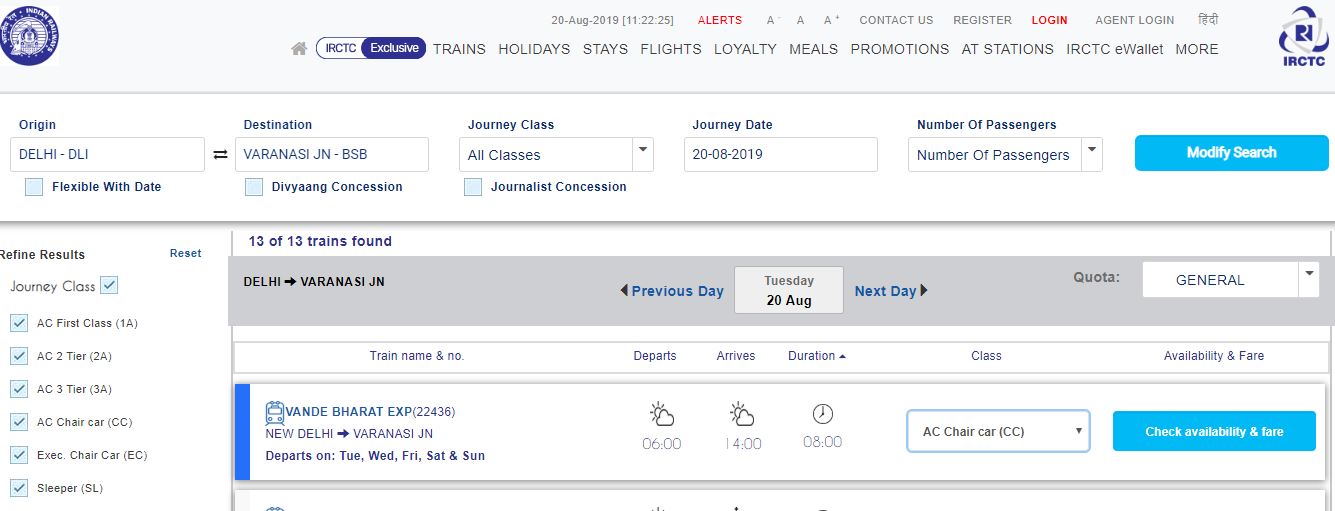 20-Aug-2019 [11:22:25] ALERTS A- A A+ CONTACT US REGISTER LOGIN AGENT LOGIN हिंदी
INDIAN RAILWAYS
IRCTC Exclusive TRAINS HOLIDAYS STAYS FLIGHTS LOYALTY MEALS PROMOTIONS AT STATIONS IRCTC eWallet MORE
IRCTC
Origin Destination Journey Class Journey Date Number Of Passengers
DELHI - DLI VARANASI JN - BSB All Classes 20-08-2019 Number Of Passengers Modify Search
Flexible With Date Divyaang Concession Journalist Concession
13 of 13 trains found
Refine Results Reset
DELHI ➔ VARANASI JN Previous Day Tuesday Next Day Quota: GENERAL
20 Aug
Journey Class
AC First Class (1A)
AC 2 Tier (2A)
AC 3 Tier (3A)
AC Chair car (CC)
Exec. Chair Car (EC)
Sleeper (SL)
Train name & no. Departs Arrives Duration Class Availability & Fare
VANDE BHARAT EXP(22436)
NEW DELHI ➔ VARANASI JN 06:00 14:00 08:00 AC Chair car (CC) Check availability & fare
Departs on: Tue, Wed, Fri, Sat & Sun